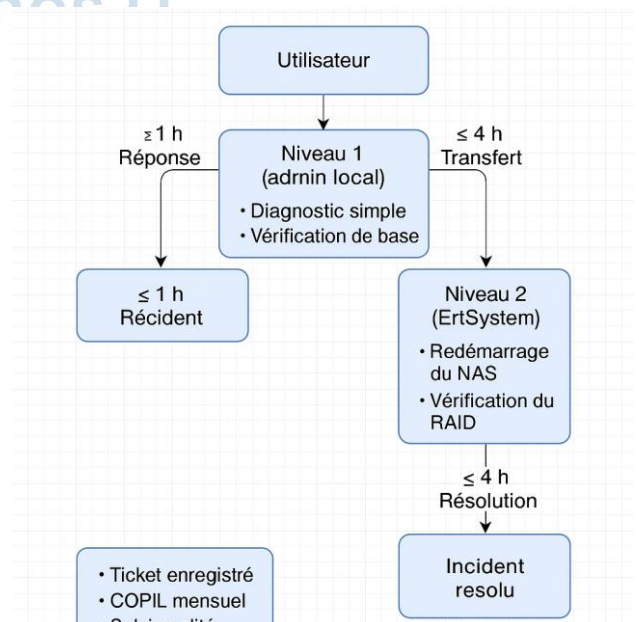 Utilisateur
≥ 1 h
Réponse
Niveau 1
(adrnin local)
• Diagnostic simple
• Vérification de base
≤ 4 h
Transfert
≤ 1 h
Récident
Niveau 2
(ErtSystem)
• Redémarrage
du NAS
• Vérification du
RAID
≤ 4 h
Résolution
Incident
resolu
• Ticket enregistré
• COPIL mensuel